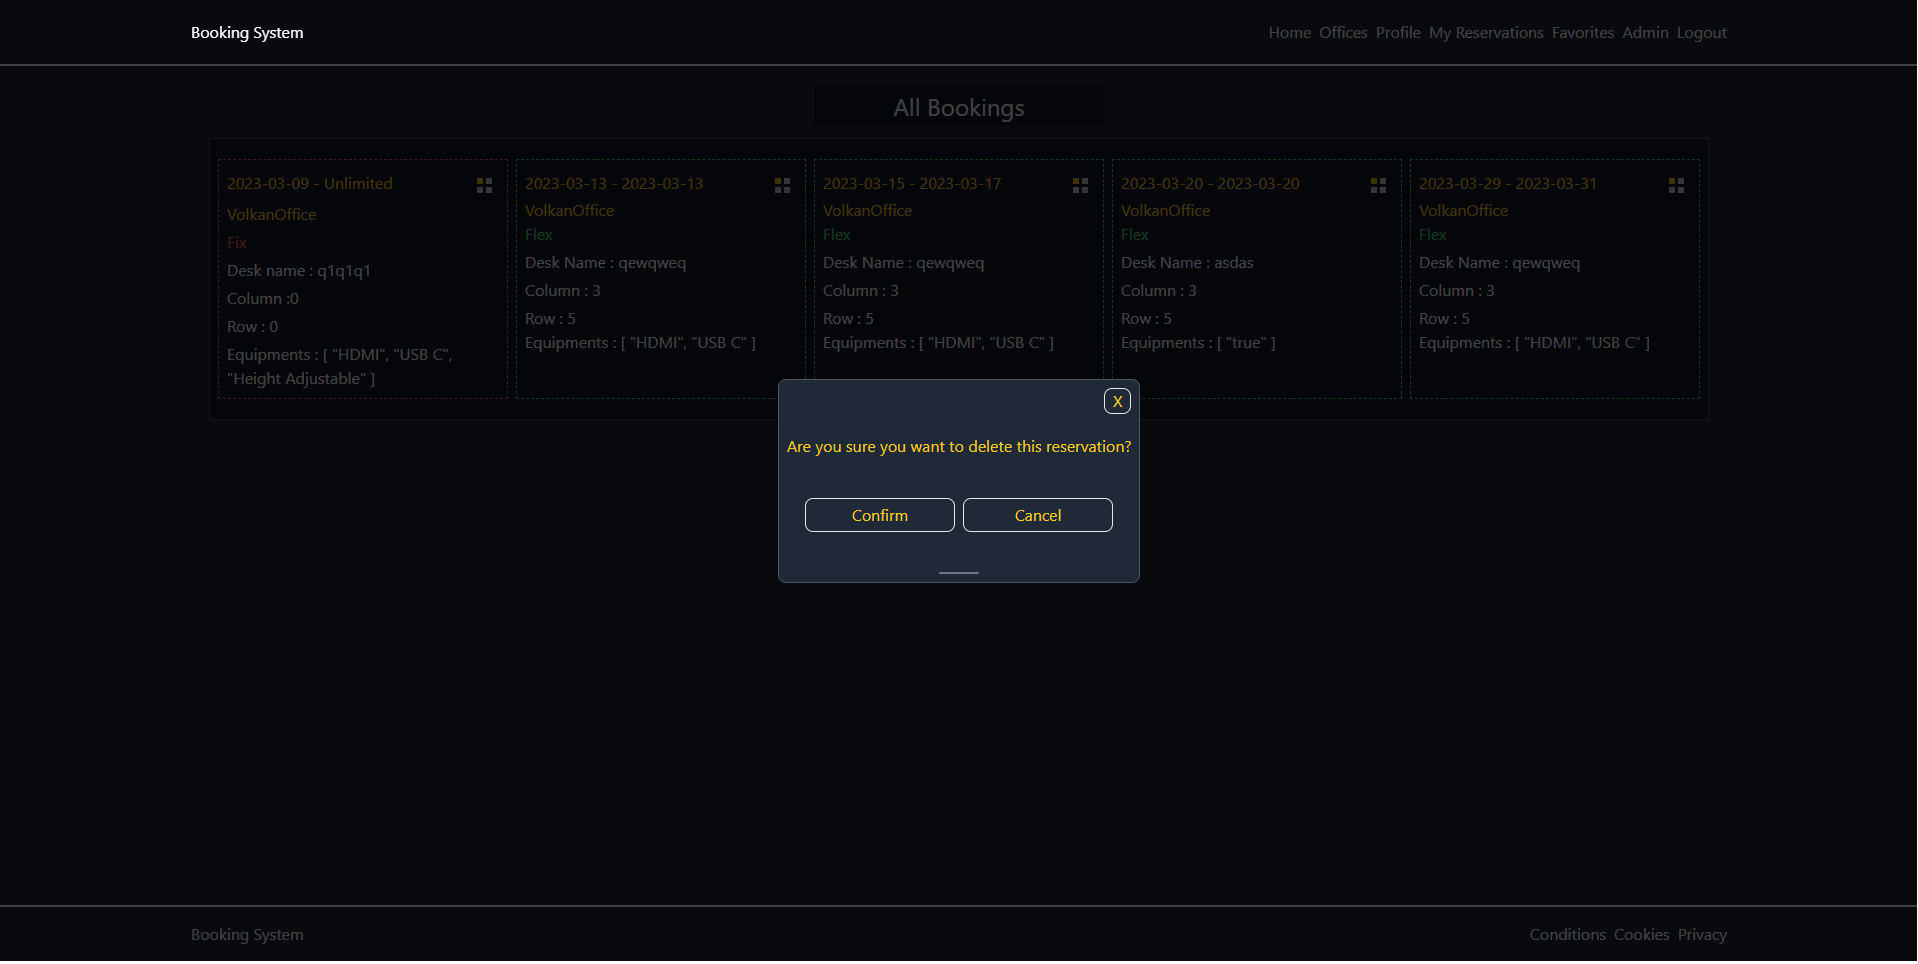 Booking System
Home Offices Profile My Reservations Favorites Admin Logout
All Bookings
2023-03-09 - Unlimited
VolkanOffice
Fix
Desk name : q1q1q1
Column :0
Row : 0
Equipments : [ "HDMI", "USB C",
"Height Adjustable" ]
2023-03-13 - 2023-03-13
VolkanOffice
Flex
Desk Name : qewqweq
Column : 3
Row : 5
Equipments : [ "HDMI", "USB C" ]
2023-03-15 - 2023-03-17
VolkanOffice
Flex
Desk Name : qewqweq
Column : 3
Row : 5
Equipments : [ "HDMI", "USB C" ]
2023-03-20 - 2023-03-20
VolkanOffice
Flex
Desk Name : asdas
Column : 3
Row : 5
Equipments : [ "true" ]
2023-03-29 - 2023-03-31
VolkanOffice
Flex
Desk Name : qewqweq
Column : 3
Row : 5
Equipments : [ "HDMI", "USB C" ]
X
Are you sure you want to delete this reservation?
Confirm
Cancel
Booking System
Conditions Cookies Privacy